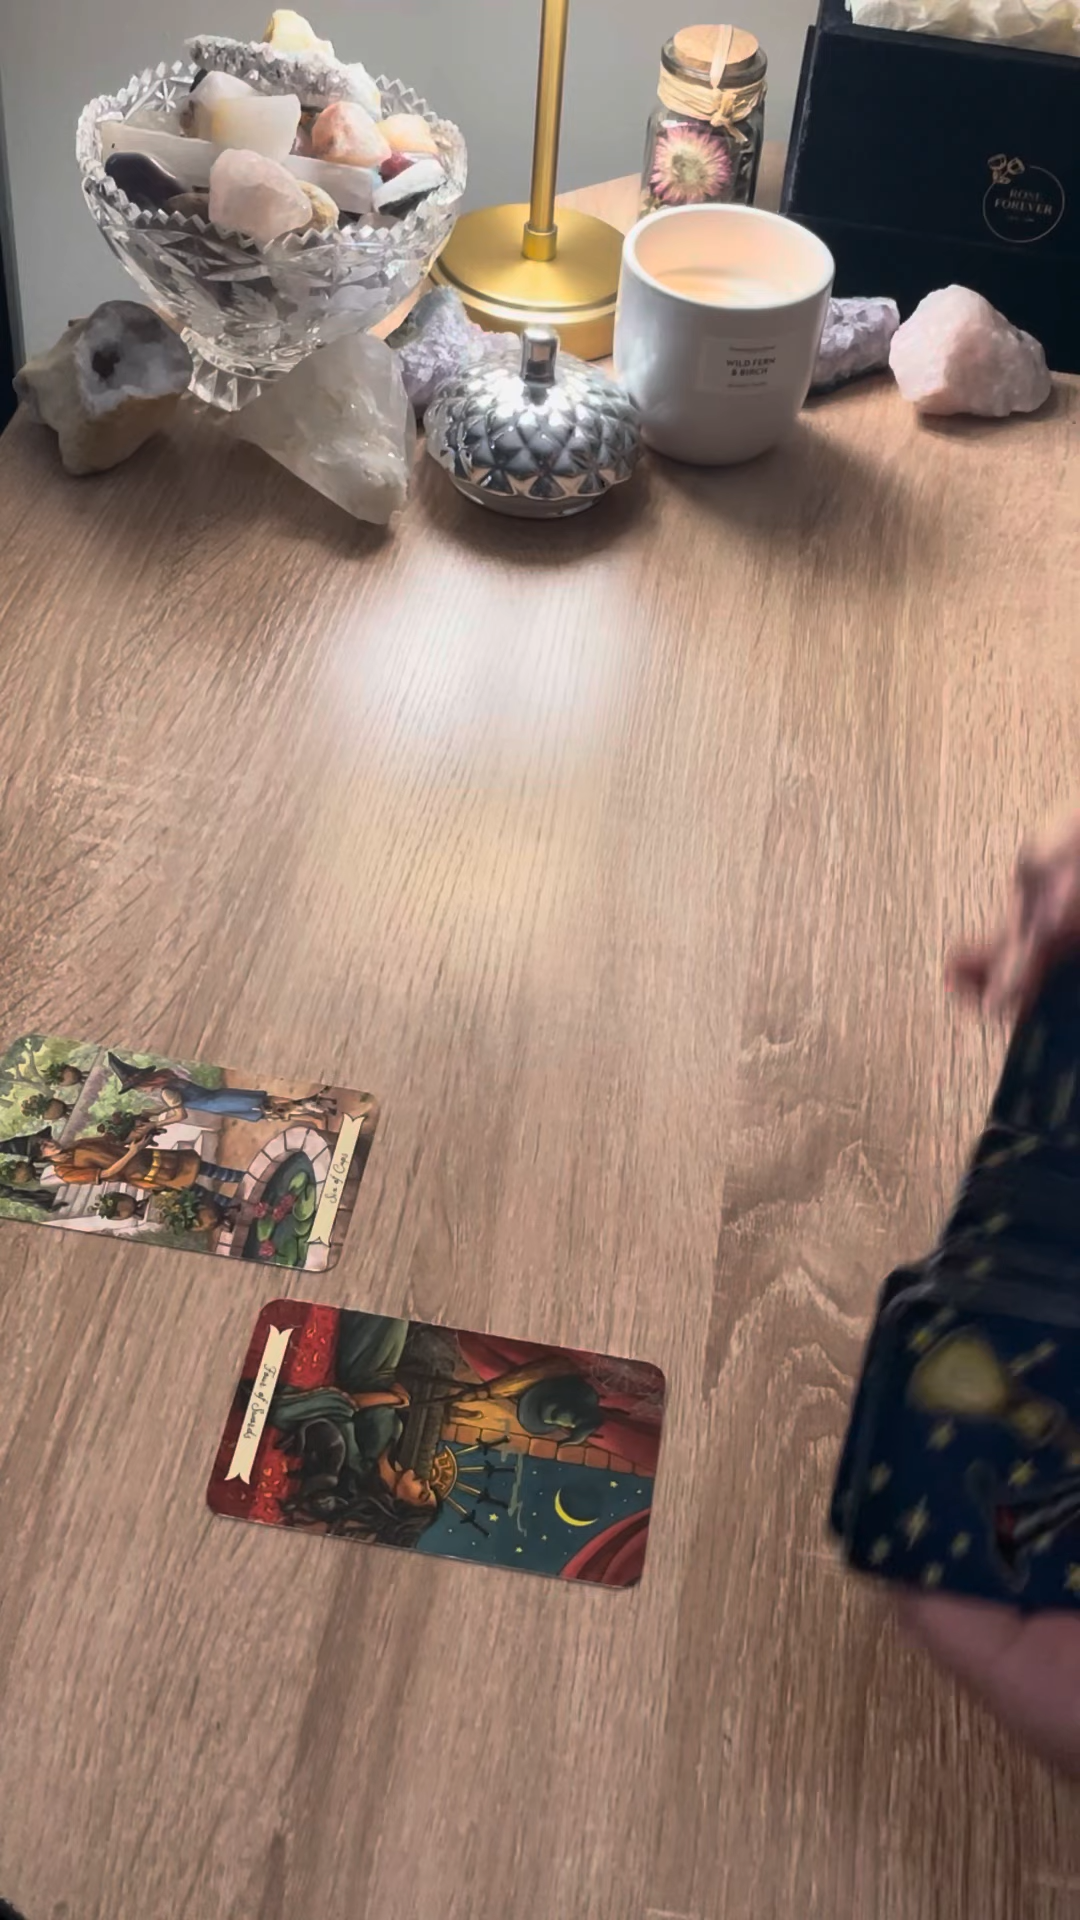 ROSE
FOREVER
WILD FERN
& BIRCH
Six of Cups
Four of Swords